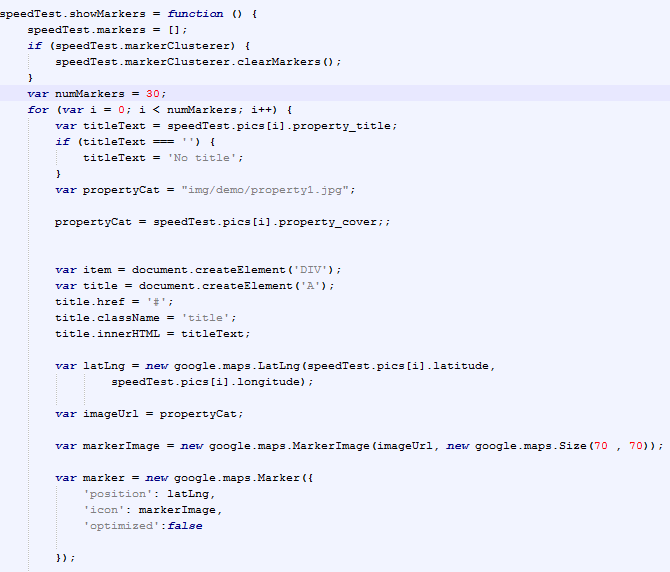 speedTest.showMarkers = function () {
    speedTest.markers = [];
    if (speedTest.markerClusterer) {
        speedTest.markerClusterer.clearMarkers();
    }
    var numMarkers = 30;
    for (var i = 0; i < numMarkers; i++) {
        var titleText = speedTest.pics[i].property_title;
        if (titleText === '') {
            titleText = 'No title';
        }
        var propertyCat = "img/demo/property1.jpg";
        propertyCat = speedTest.pics[i].property_cover;;
        var item = document.createElement('DIV');
        var title = document.createElement('A');
        title.href = '#';
        title.className = 'title';
        title.innerHTML = titleText;
        var latLng = new google.maps.LatLng(speedTest.pics[i].latitude,
                speedTest.pics[i].longitude);
        var imageUrl = propertyCat;
        var markerImage = new google.maps.MarkerImage(imageUrl, new google.maps.Size(70 , 70));
        var marker = new google.maps.Marker({
            'position': latLng,
            'icon': markerImage,
            'optimized':false
        });